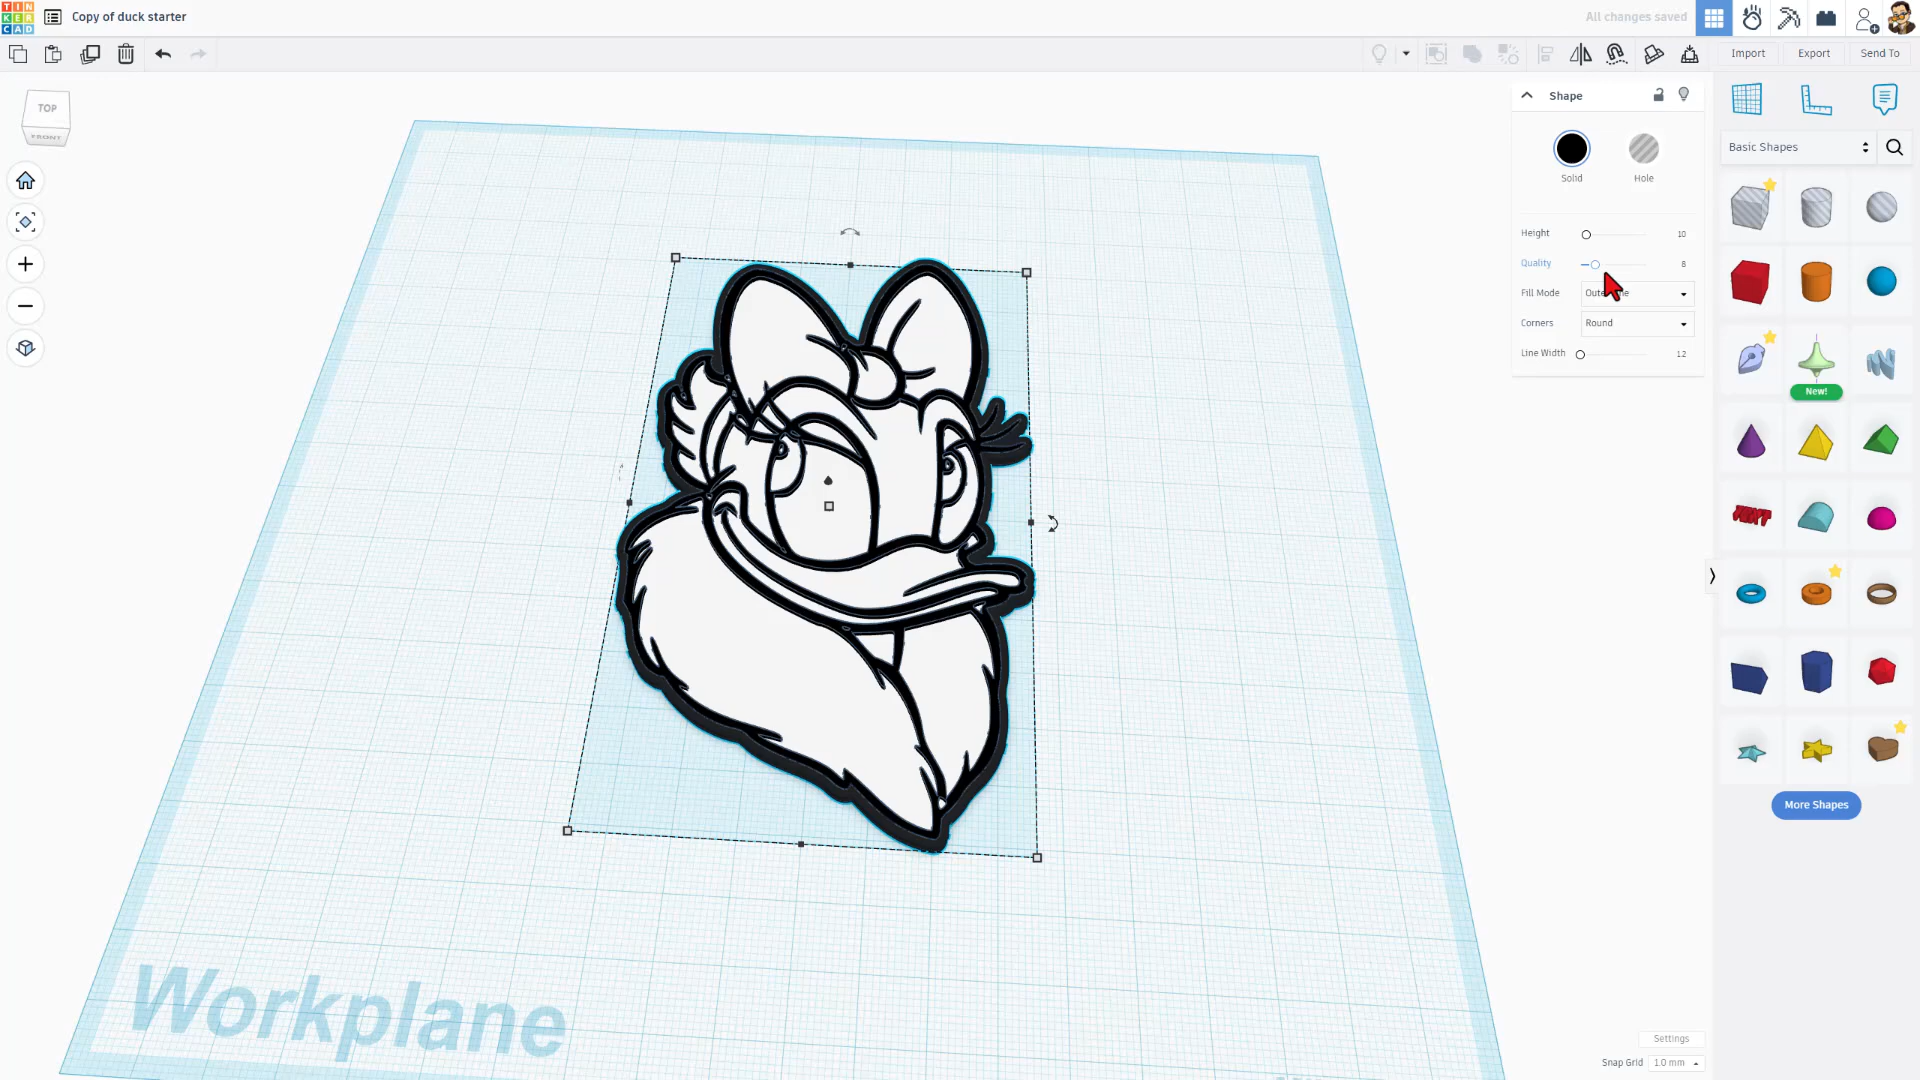 TIN
KER
CAD
Copy of duck starter
All changes saved
Import
Export
Send To
TOP
FRONT
Shape
Solid
Hole
Height
10
Quality
8
Fill Mode
Corners
Round
Line Width
12
Basic Shapes
New!
More Shapes
Workplane
Settings
Snap Grid
1.0 mm